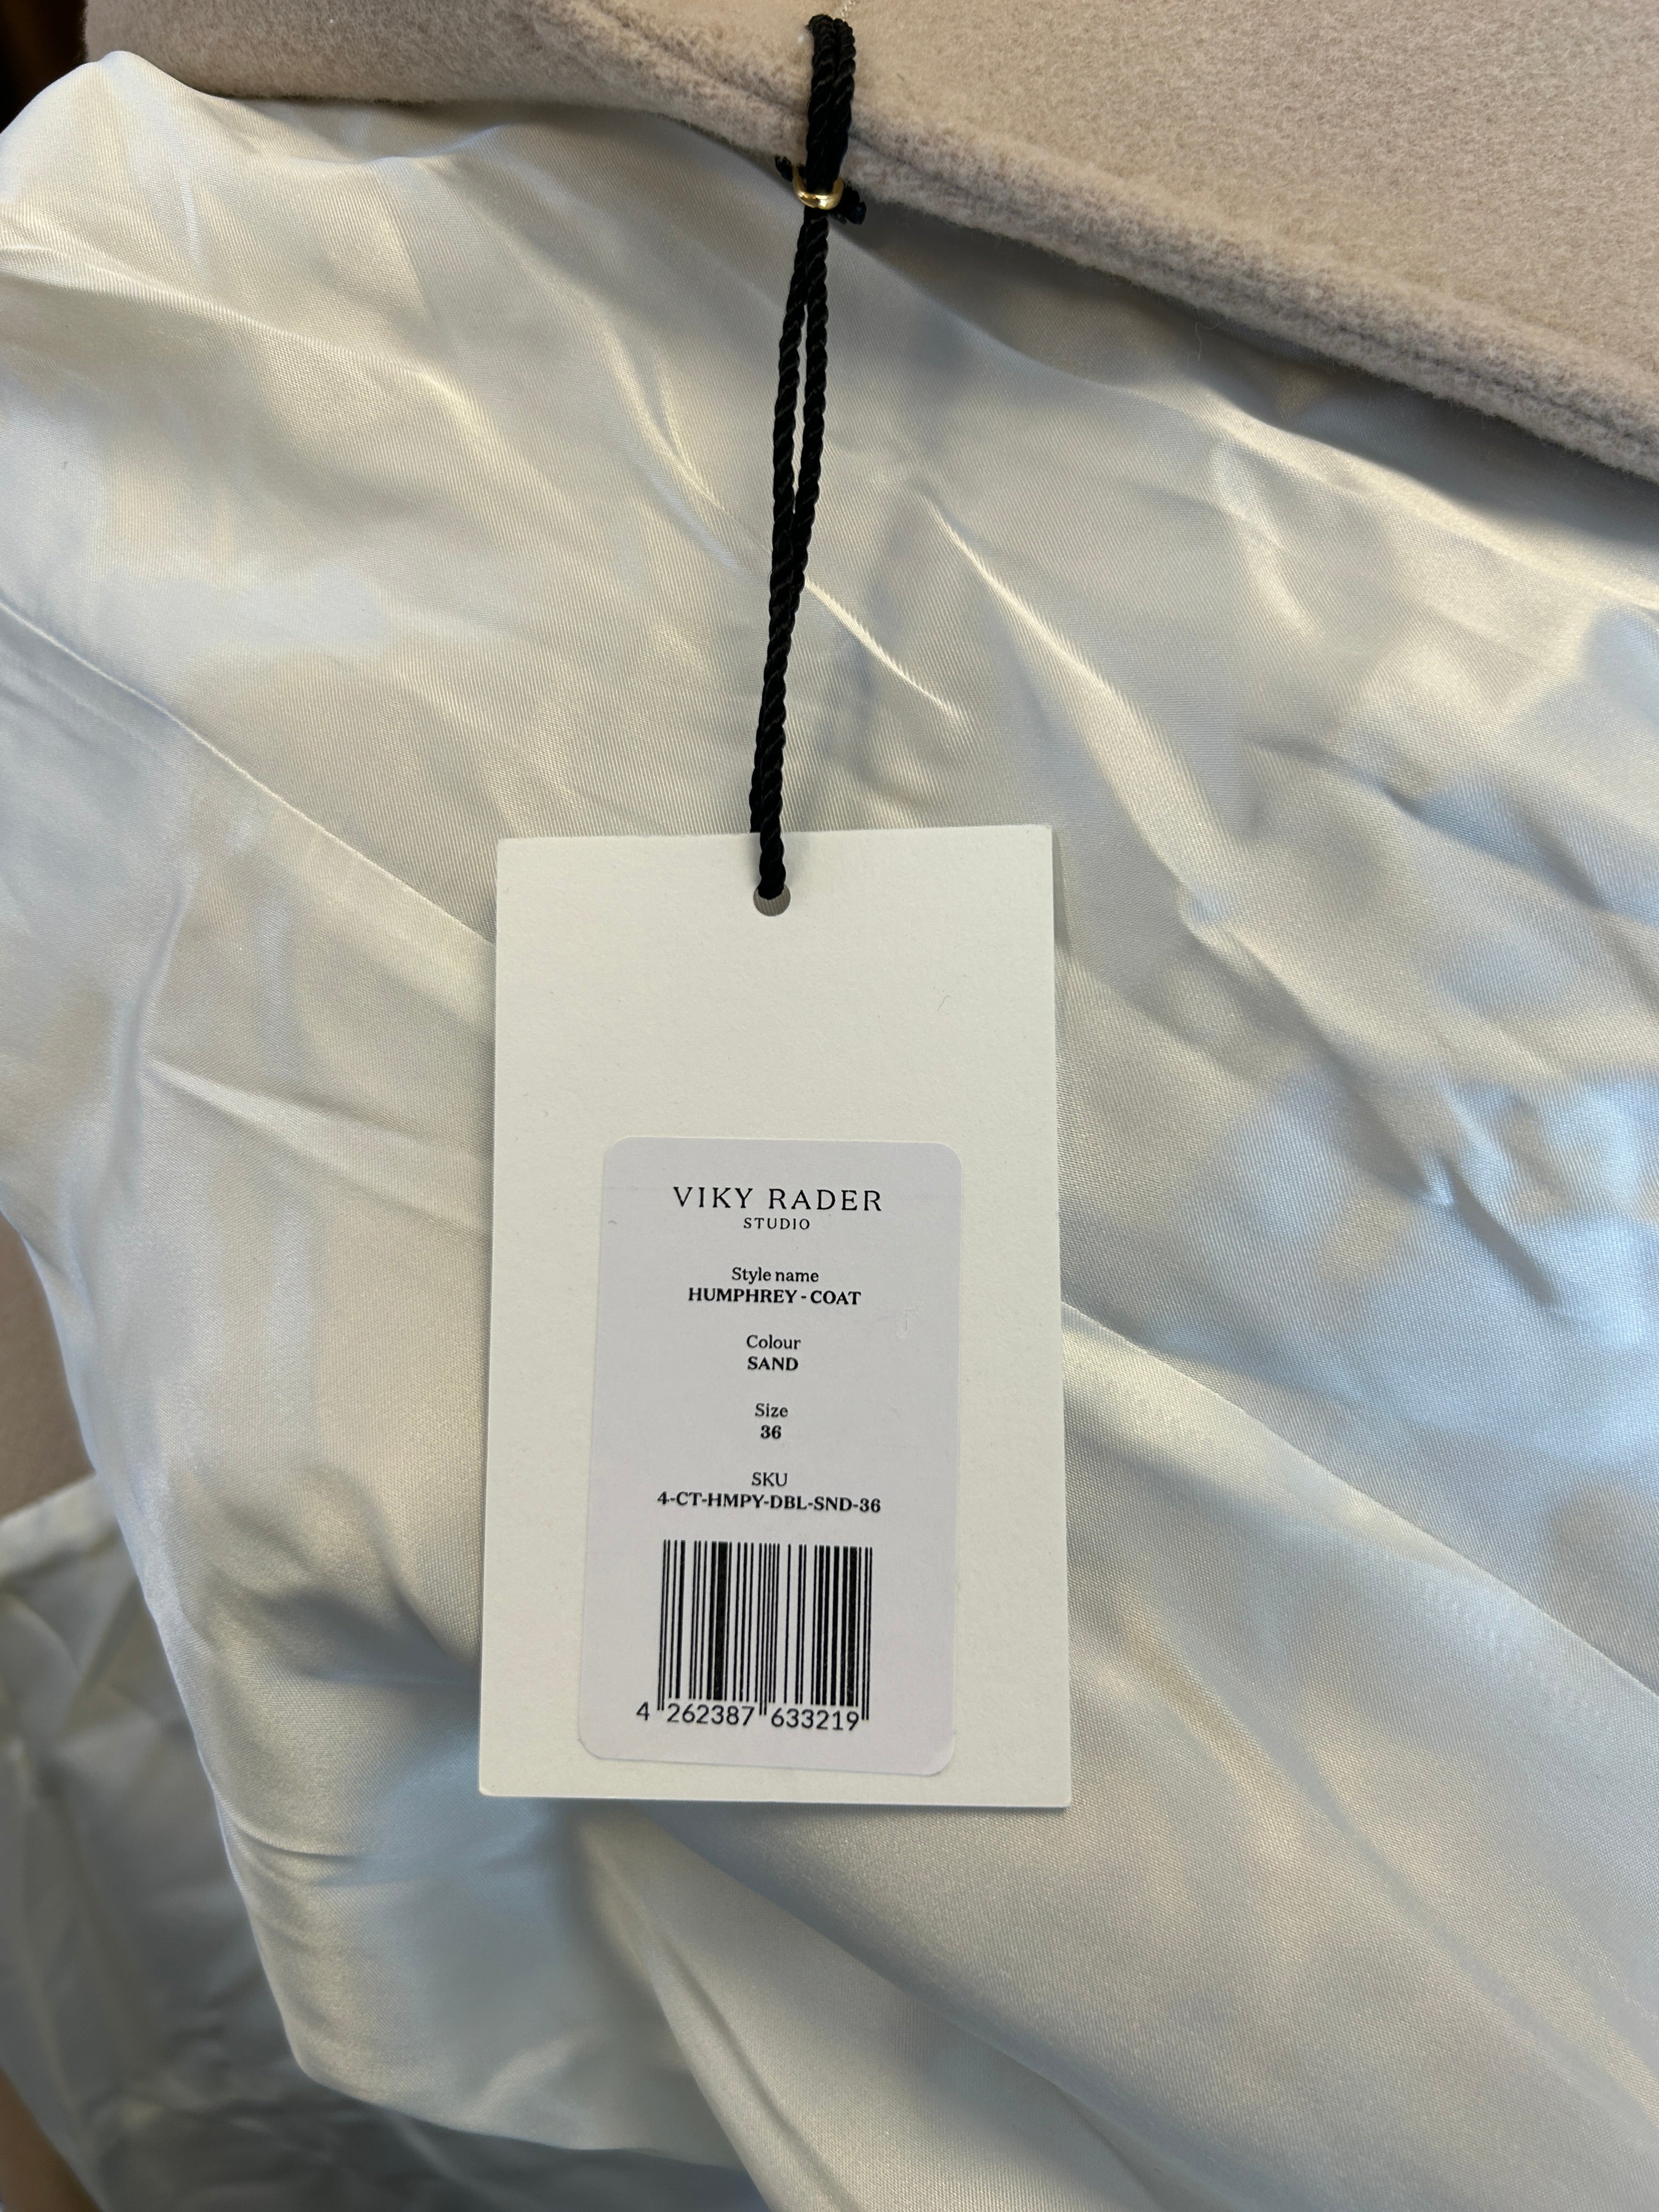 VIKY RADER
STUDIO
Style name
HUMPHREY - COAT
Colour
SAND
Size
36
SKU
4-CT-HMPY-DBL-SND-36
4 262387 633219